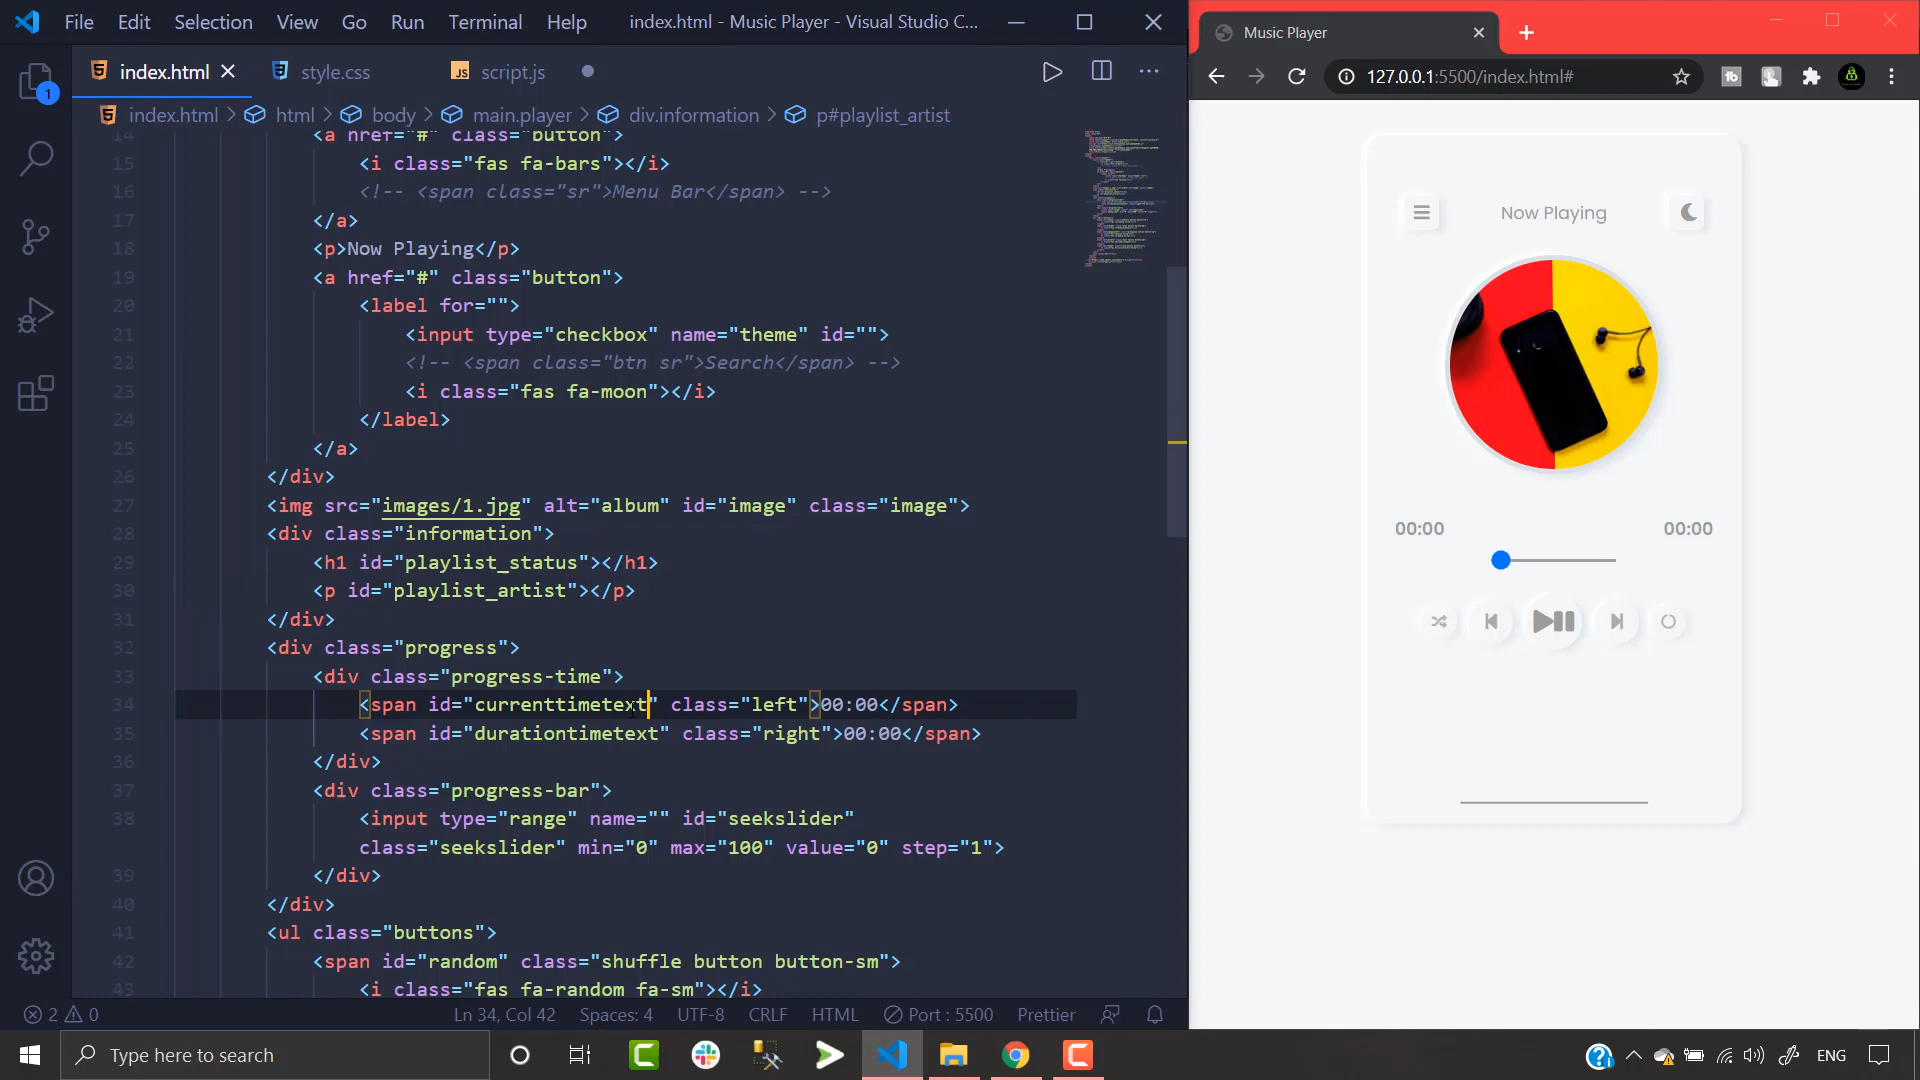 File Edit Selection View Go Run Terminal Help index.html - Music Player - Visual Studio C...
index.html style.css script.js
index.html > html > body > main.player > div.information > p#playlist_artist
14 <a href="#" class="button">
15 <i class="fas fa-bars"></i>
16 <!-- <span class="sr">Menu Bar</span> -->
17 </a>
18 <p>Now Playing</p>
19 <a href="#" class="button">
20 <label for="">
21 <input type="checkbox" name="theme" id="">
22 <!-- <span class="btn sr">Search</span> -->
23 <i class="fas fa-moon"></i>
24 </label>
25 </a>
26 </div>
27 <img src="images/1.jpg" alt="album" id="image" class="image">
28 <div class="information">
29 <h1 id="playlist_status"></h1>
30 <p id="playlist_artist"></p>
31 </div>
32 <div class="progress">
33 <div class="progress-time">
34 <span id="currenttimetext" class="left">00:00</span>
35 <span id="durationtimetext" class="right">00:00</span>
36 </div>
37 <div class="progress-bar">
38 <input type="range" name="" id="seekslider"
class="seekslider" min="0" max="100" value="0" step="1">
39 </div>
40 </div>
41 <ul class="buttons">
42 <span id="random" class="shuffle button button-sm">
43 <i class="fas fa-random fa-sm"></i>
1
2 0 Ln 34, Col 42 Spaces: 4 UTF-8 CRLF HTML Port : 5500 Prettier
Music Player
127.0.0.1:5500/index.html#
Now Playing
00:00 00:00
Type here to search
ENG